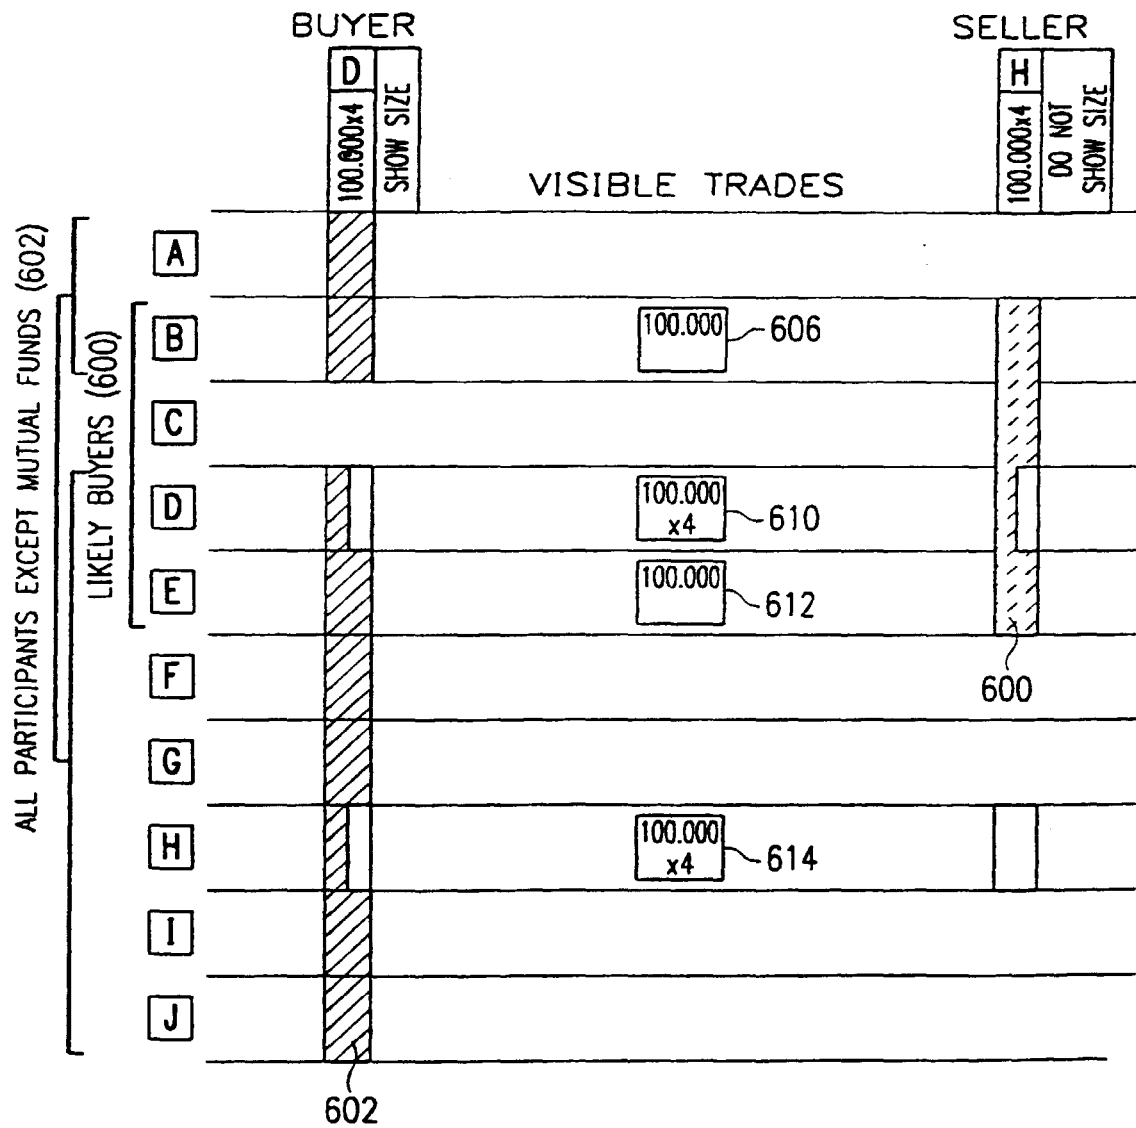 BUYER
SELLER
D
100.000x4
SHOW SIZE
H
100.000x4
DO NOT
SHOW SIZE
VISIBLE TRADES
ALL PARTICIPANTS EXCEPT MUTUAL FUNDS (602)
LIKELY BUYERS (600)
A
B
100.000
606
C
D
100.000
x4
610
E
100.000
612
F
600
G
H
100.000
x4
614
I
J
602